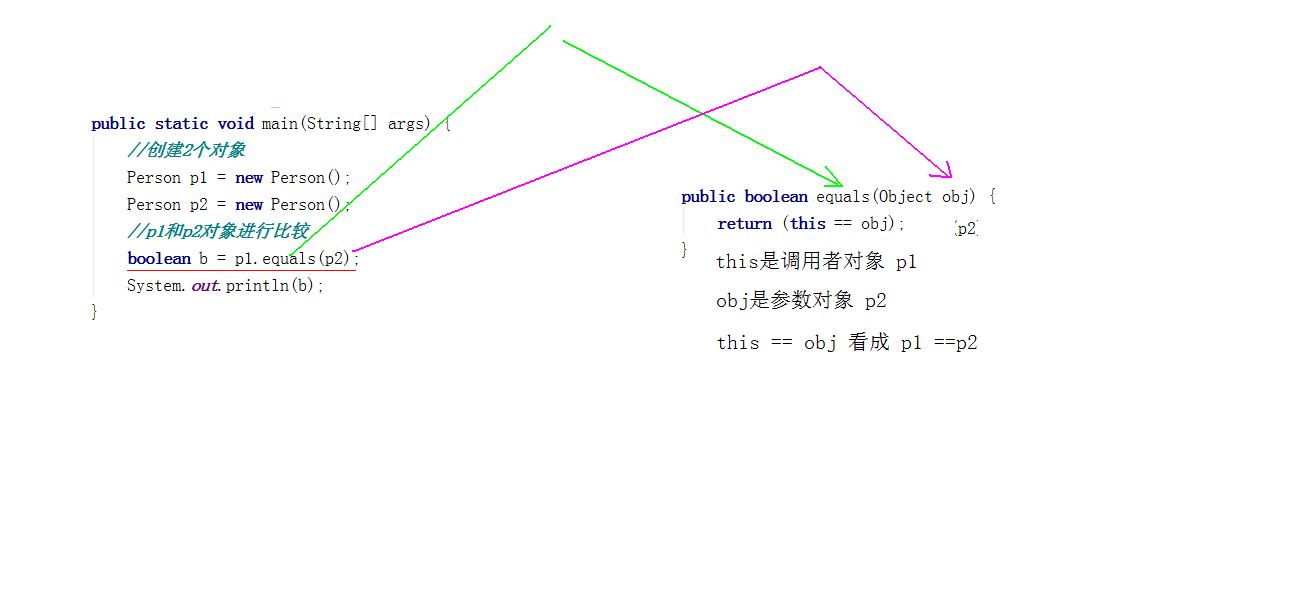 public static void main(String[] args) {
//创建2个对象
Person p1 = new Person();
Person p2 = new Person();
//p1和p2对象进行比较
boolean b = p1.equals(p2);
System.out.println(b);
}
public boolean equals(Object obj) {
return (this == obj);
(p2)
}
this是调用者对象 p1
obj是参数对象 p2
this == obj 看成 p1 ==p2